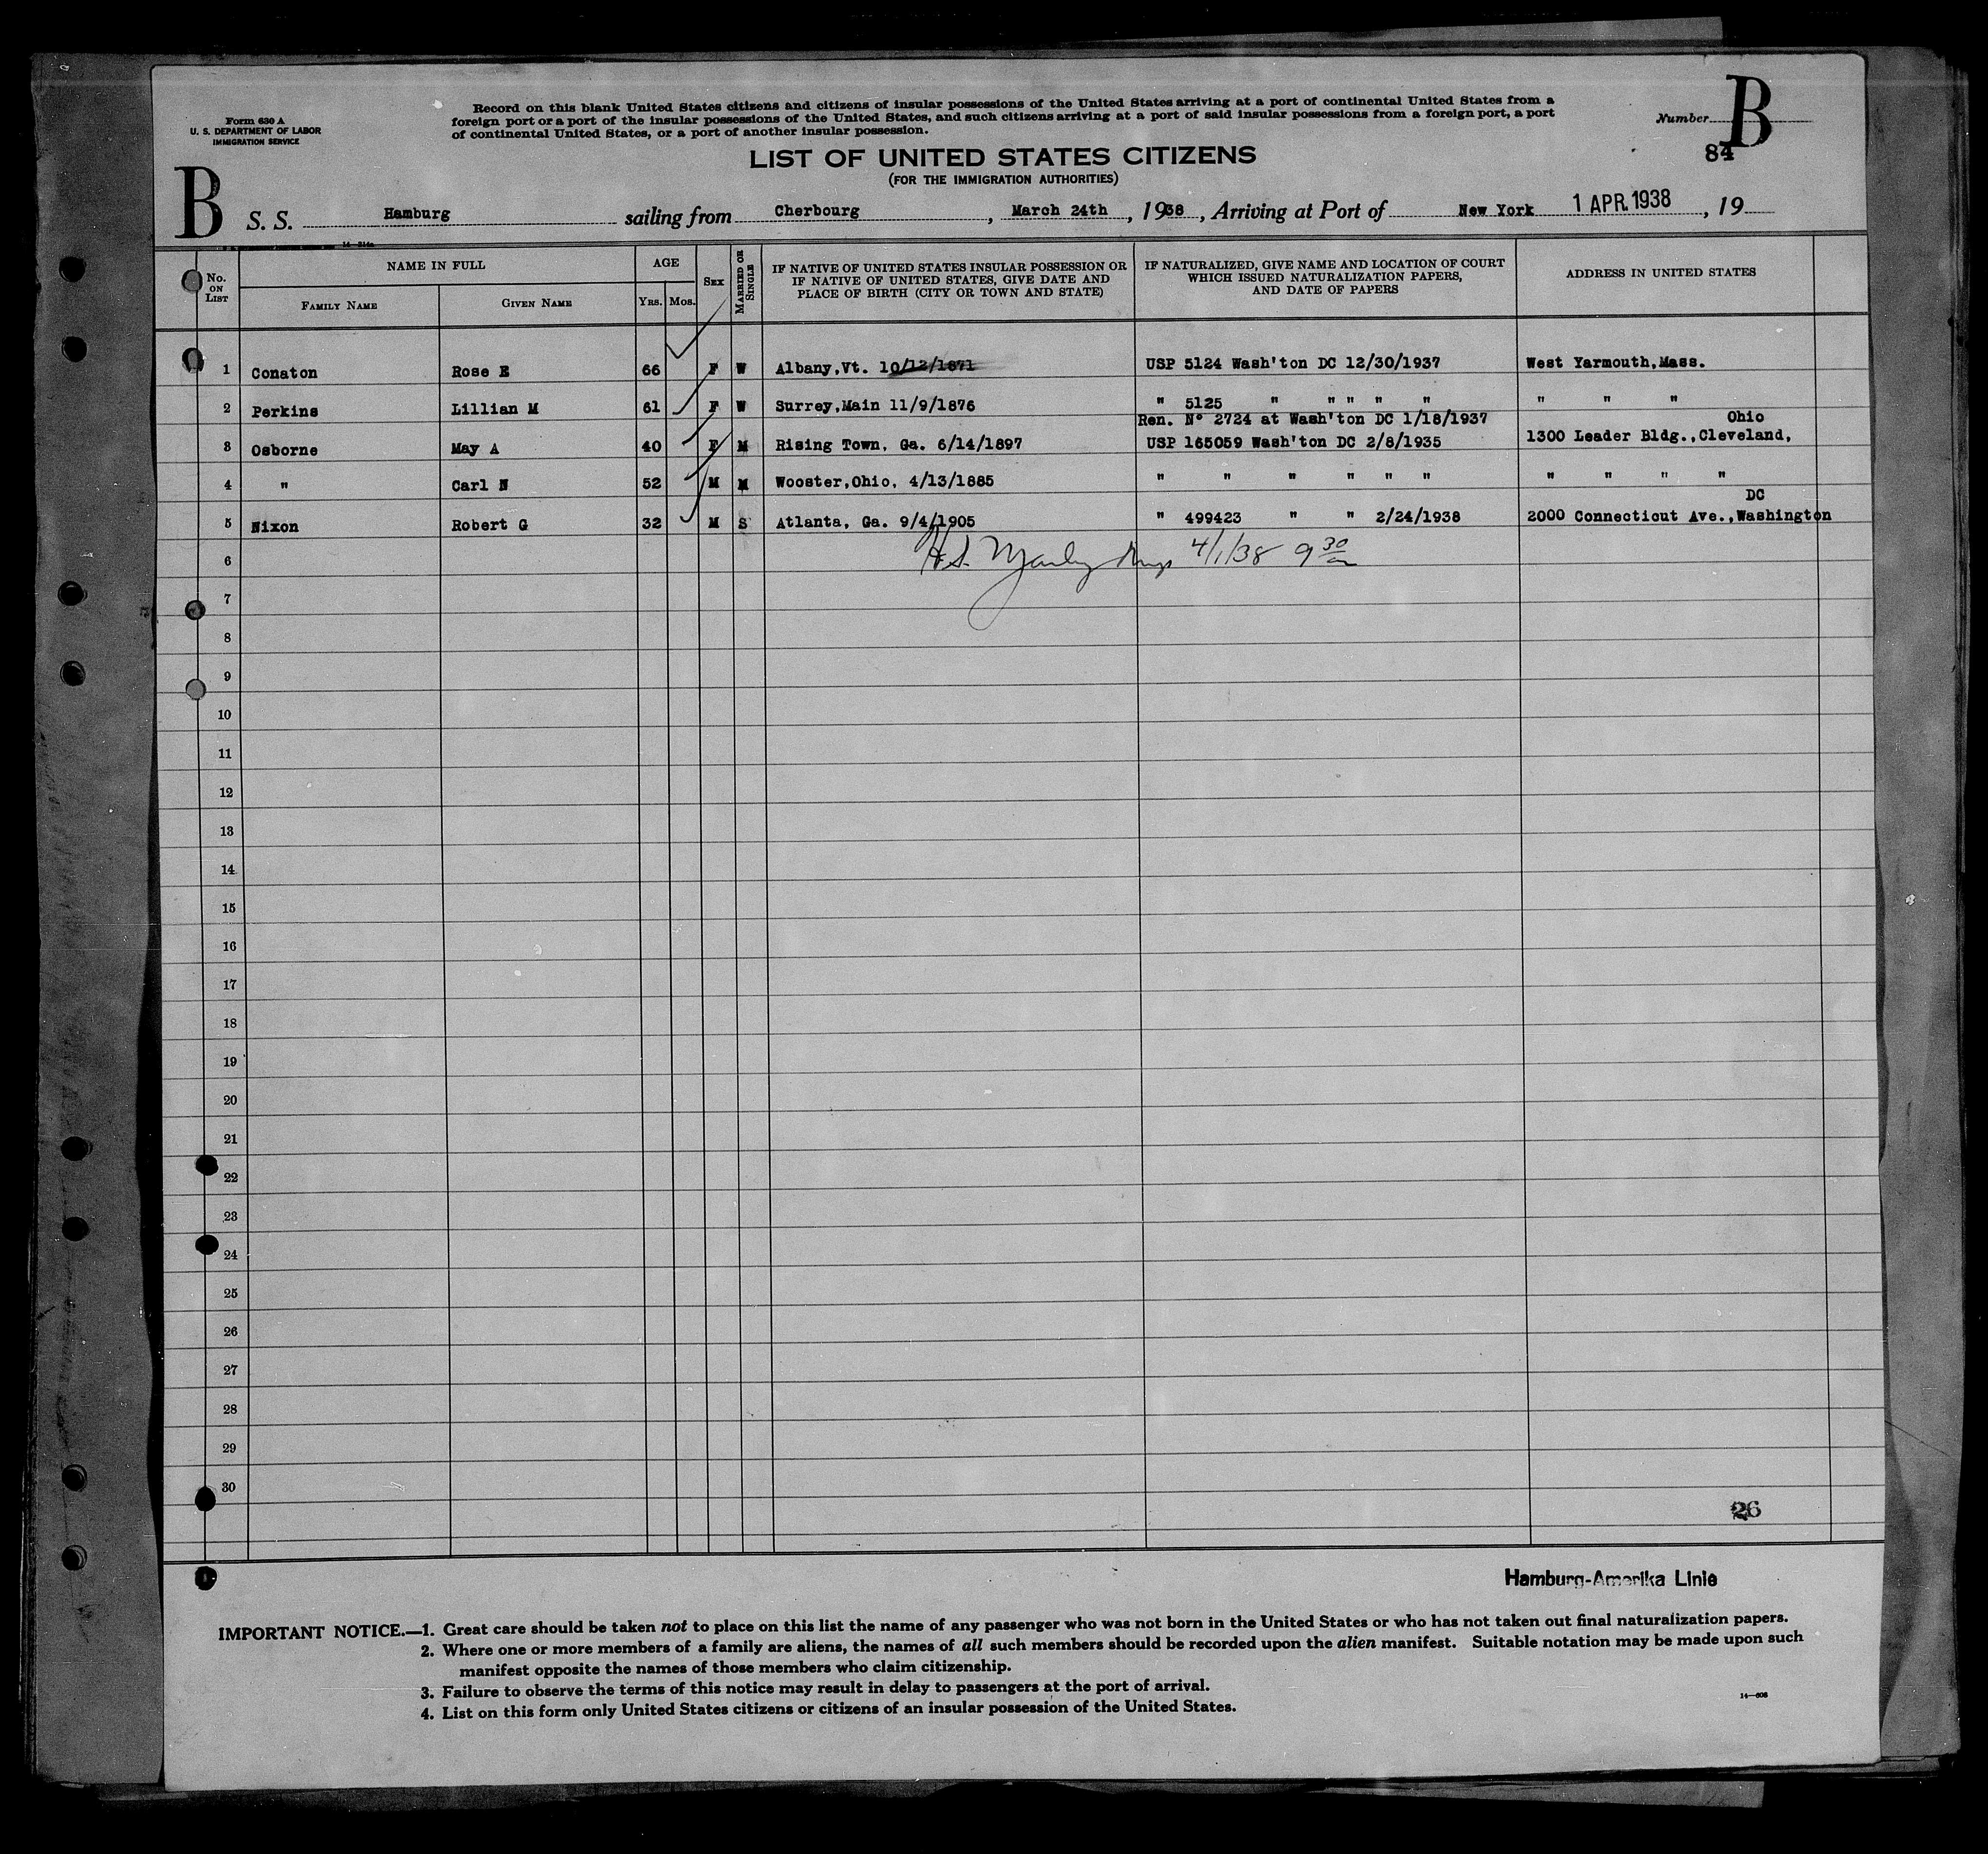 Form 630 A
U. S. DEPARTMENT OF LABOR
IMMIGRATION SERVICE
Record on this blank United States citizens and citizens of insular possessions of the United States arriving at a port of continental United States from a
foreign port or a port of the insular possessions of the United States, and such citizens arriving at a port of said insular possessions from a foreign port, a port
of continental United States, or a port of another insular possession.
Number B
84
LIST OF UNITED STATES CITIZENS
(FOR THE IMMIGRATION AUTHORITIES)
B
S. S. Hamburg sailing from Cherbourg, March 24th, 1938, Arriving at Port of New York 1 APR. 1938, 19
No. ON LIST
NAME IN FULL
FAMILY NAME
GIVEN NAME
AGE
YRS. MOS.
SEX
MARRIED OR SINGLE
IF NATIVE OF UNITED STATES INSULAR POSSESSION OR
IF NATIVE OF UNITED STATES, GIVE DATE AND
PLACE OF BIRTH (CITY OR TOWN AND STATE)
IF NATURALIZED, GIVE NAME AND LOCATION OF COURT
WHICH ISSUED NATURALIZATION PAPERS,
AND DATE OF PAPERS
ADDRESS IN UNITED STATES
1 Conaton Rose E 66 F W Albany,Vt. 10/12/1871 USP 5124 Wash'ton DC 12/30/1937 West Yarmouth,Mass.
2 Perkins Lillian M 61 F W Surrey,Main 11/9/1876 " 5125 " " " " " " " "
Ren. N° 2724 at Wash'ton DC 1/18/1937 Ohio
3 Osborne May A 40 F M Rising Town, Ga. 6/14/1897 USP 165059 Wash'ton DC 2/8/1935 1300 Leader Bldg.,Cleveland,
4 " Carl N 52 M M Wooster,Ohio, 4/13/1885 " " " " " " " " " "
DC
5 Nixon Robert G 32 M S Atlanta, Ga. 9/4/1905 " 499423 " " 2/24/1938 2000 Connecticut Ave.,Washington
6 4/1/38 9 30
7
8
9
10
11
12
13
14
15
16
17
18
19
20
21
22
23
24
25
26
27
28
29
30
26
Hamburg-Amerika Linie
IMPORTANT NOTICE.—1. Great care should be taken not to place on this list the name of any passenger who was not born in the United States or who has not taken out final naturalization papers.
2. Where one or more members of a family are aliens, the names of all such members should be recorded upon the alien manifest. Suitable notation may be made upon such
manifest opposite the names of those members who claim citizenship.
3. Failure to observe the terms of this notice may result in delay to passengers at the port of arrival.
4. List on this form only United States citizens or citizens of an insular possession of the United States.
14—608